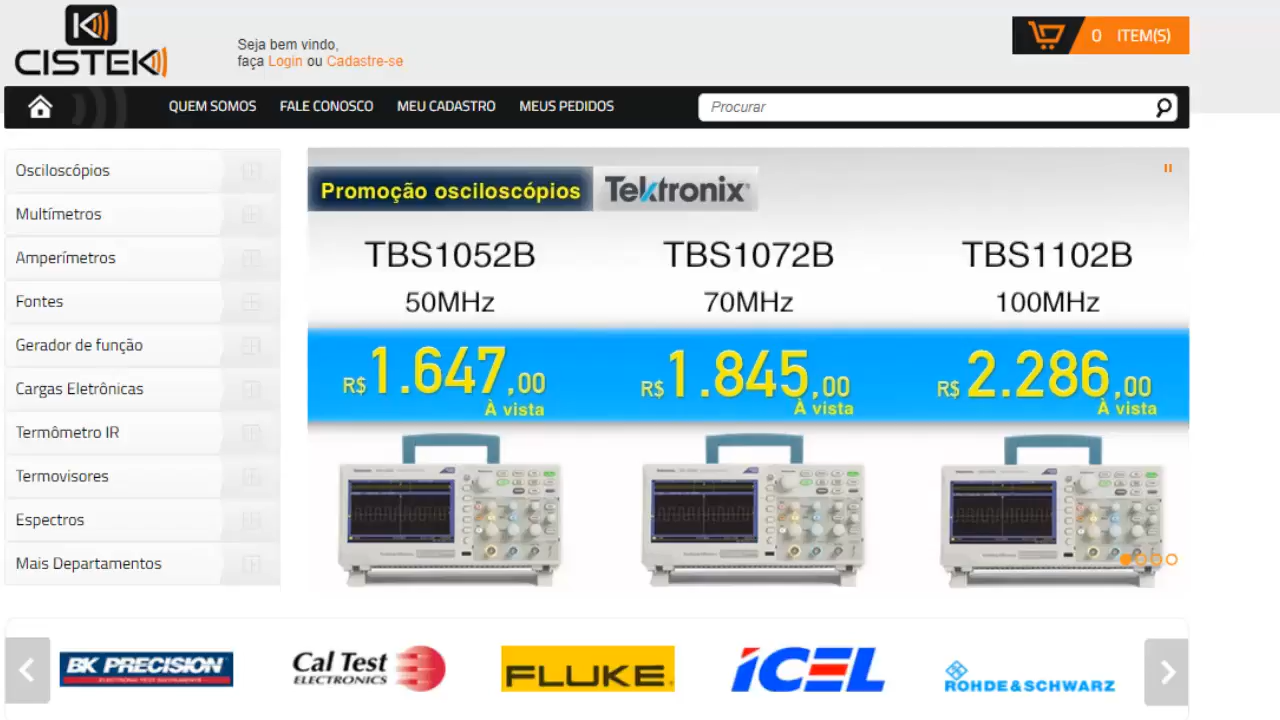 CISTEK
Seja bem vindo,
faça Login ou Cadastre-se
0 ITEM(S)
QUEM SOMOS FALE CONOSCO MEU CADASTRO MEUS PEDIDOS
Procurar
Osciloscópios
Multímetros
Amperímetros
Fontes
Gerador de função
Cargas Eletrônicas
Termômetro IR
Termovisores
Espectros
Mais Departamentos
Promoção osciloscópios Tektronix
TBS1052B TBS1072B TBS1102B
50MHz 70MHz 100MHz
R$ 1.647,00 R$ 1.845,00 R$ 2.286,00
À vista À vista À vista
BK PRECISION
ELECTRONIC TEST INSTRUMENTS
Cal Test
ELECTRONICS
FLUKE
ICEL
ROHDE&SCHWARZ